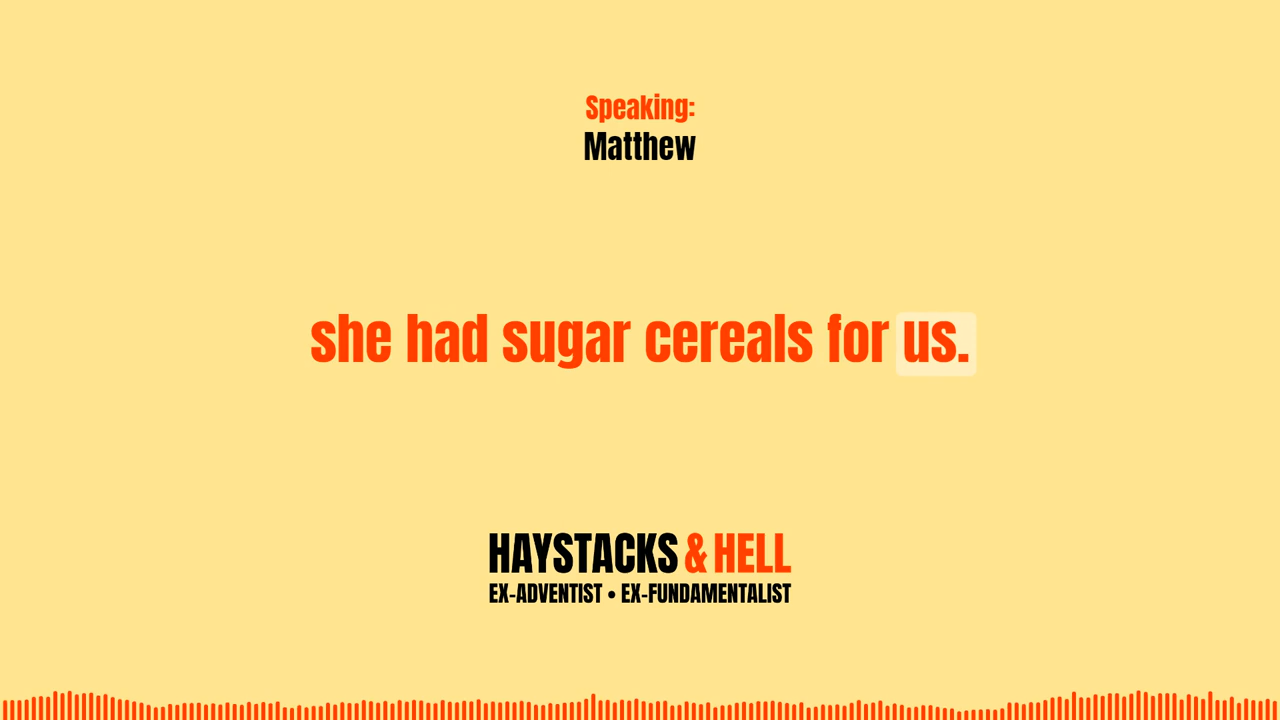 Speaking:
Matthew
she had sugar cereals for us.
HAYSTACKS & HELL
EX-ADVENTIST • EX-FUNDAMENTALIST